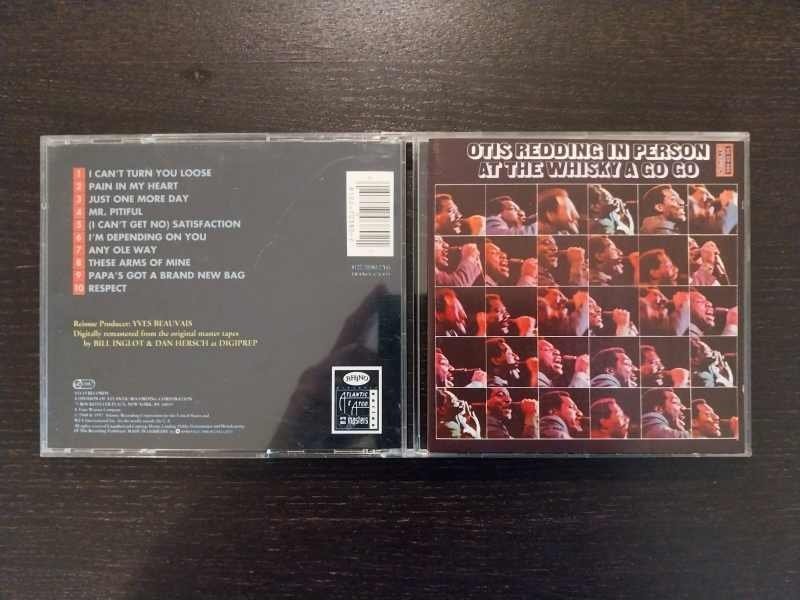 1 I CAN'T TURN YOU LOOSE
2 PAIN IN MY HEART
3 JUST ONE MORE DAY
4 MR. PITIFUL
5 (I CAN'T GET NO) SATISFACTION
6 I'M DEPENDING ON YOU
7 ANY OLE WAY
8 THESE ARMS OF MINE
9 PAPA'S GOT A BRAND NEW BAG
10 RESPECT
Reissue Producer: YVES BEAUVAIS
Digitally remastered from the original master tapes
by BILL INGLOT & DAN HERSCH at DIGIPREP
RHINO
ATLANTIC
& ATCO
masters
OTIS REDDING IN PERSON
AT THE WHISKY A GO GO